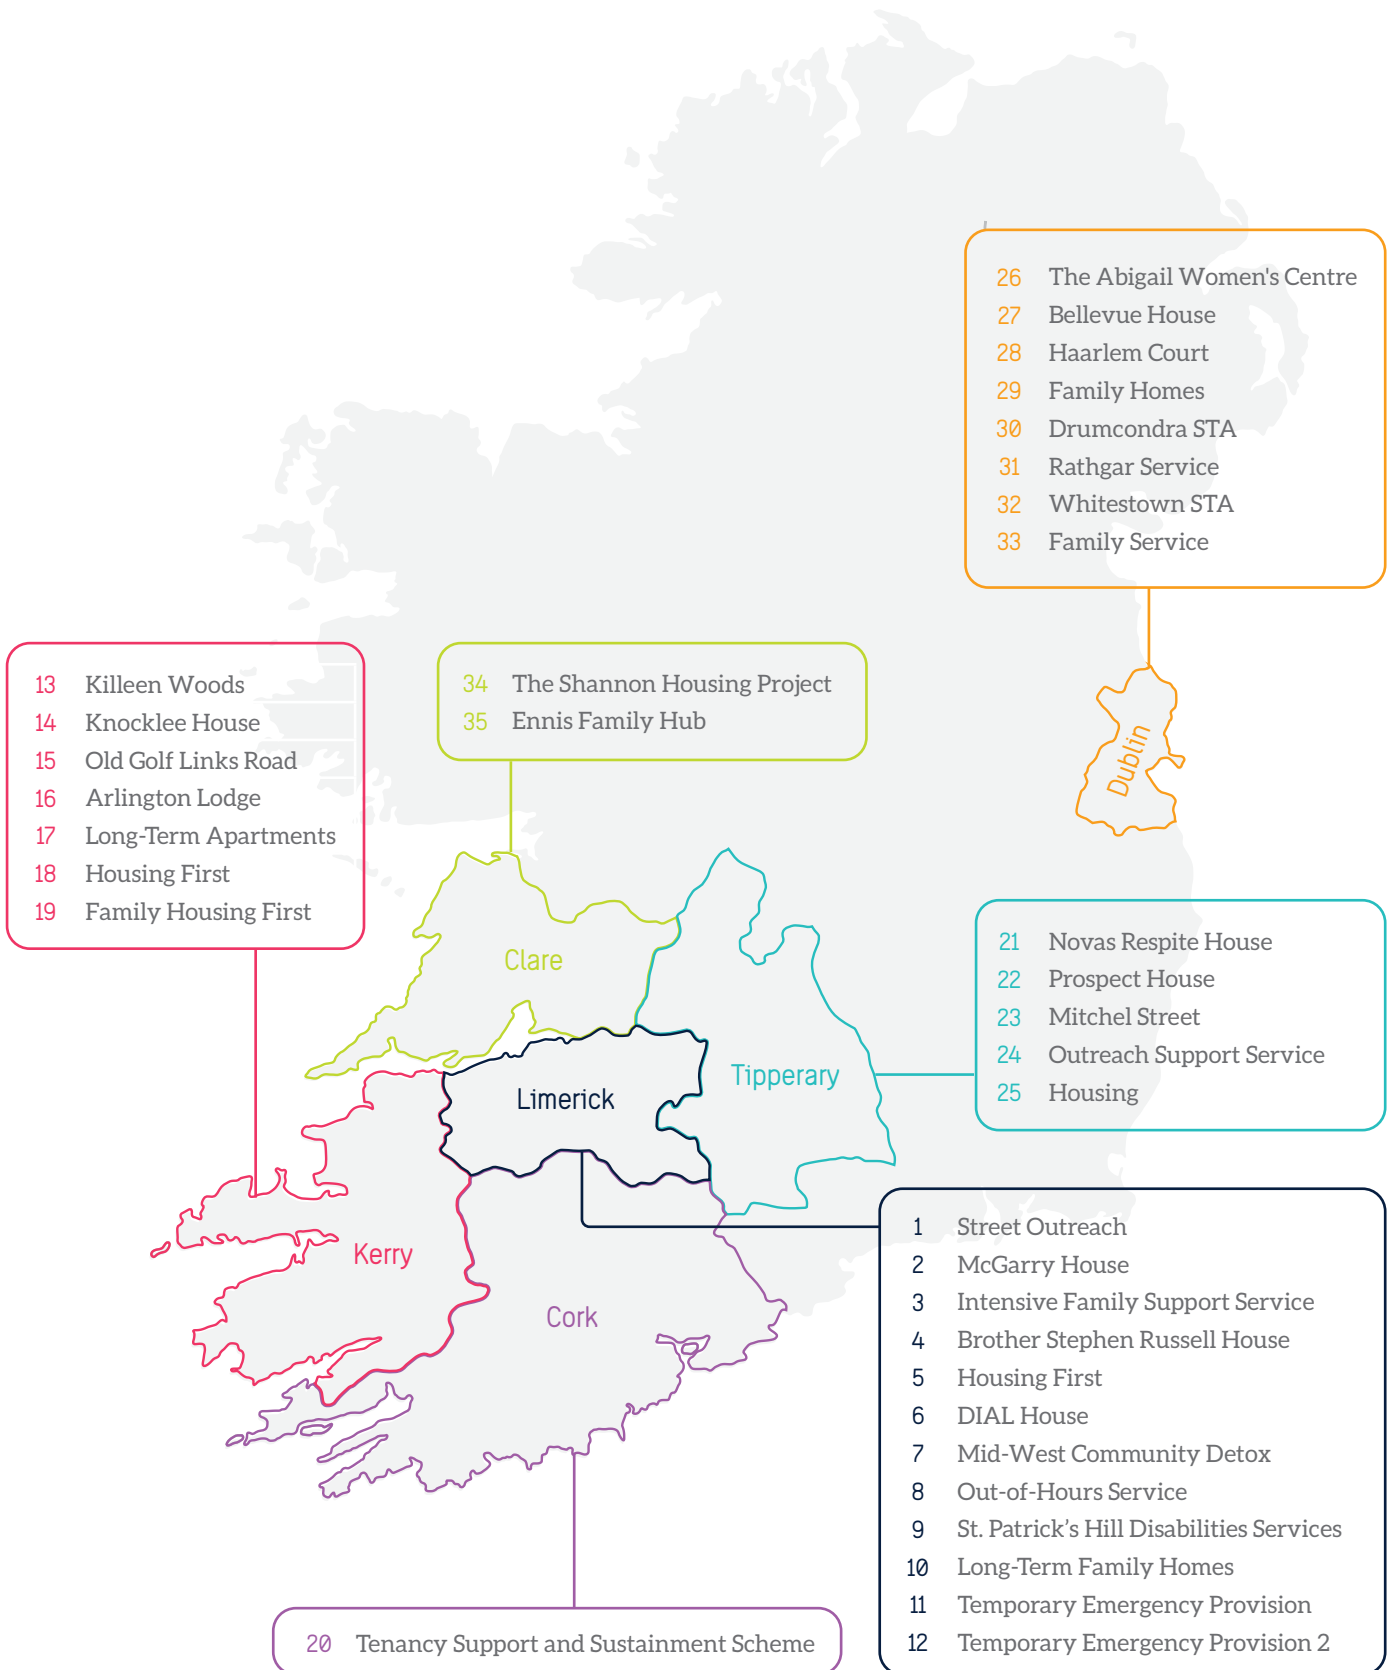 26 The Abigail Women's Centre
27 Bellevue House
28 Haarlem Court
29 Family Homes
30 Drumcondra STA
31 Rathgar Service
32 Whitestown STA
33 Family Service
13 Killeen Woods
14 Knocklee House
15 Old Golf Links Road
16 Arlington Lodge
17 Long-Term Apartments
18 Housing First
19 Family Housing First
34 The Shannon Housing Project
35 Ennis Family Hub
Dublin
Clare
21 Novas Respite House
22 Prospect House
23 Mitchel Street
24 Outreach Support Service
25 Housing
Tipperary
Limerick
Kerry
Cork
1 Street Outreach
2 McGarry House
3 Intensive Family Support Service
4 Brother Stephen Russell House
5 Housing First
6 DIAL House
7 Mid-West Community Detox
8 Out-of-Hours Service
9 St. Patrick’s Hill Disabilities Services
10 Long-Term Family Homes
11 Temporary Emergency Provision
12 Temporary Emergency Provision 2
20 Tenancy Support and Sustainment Scheme